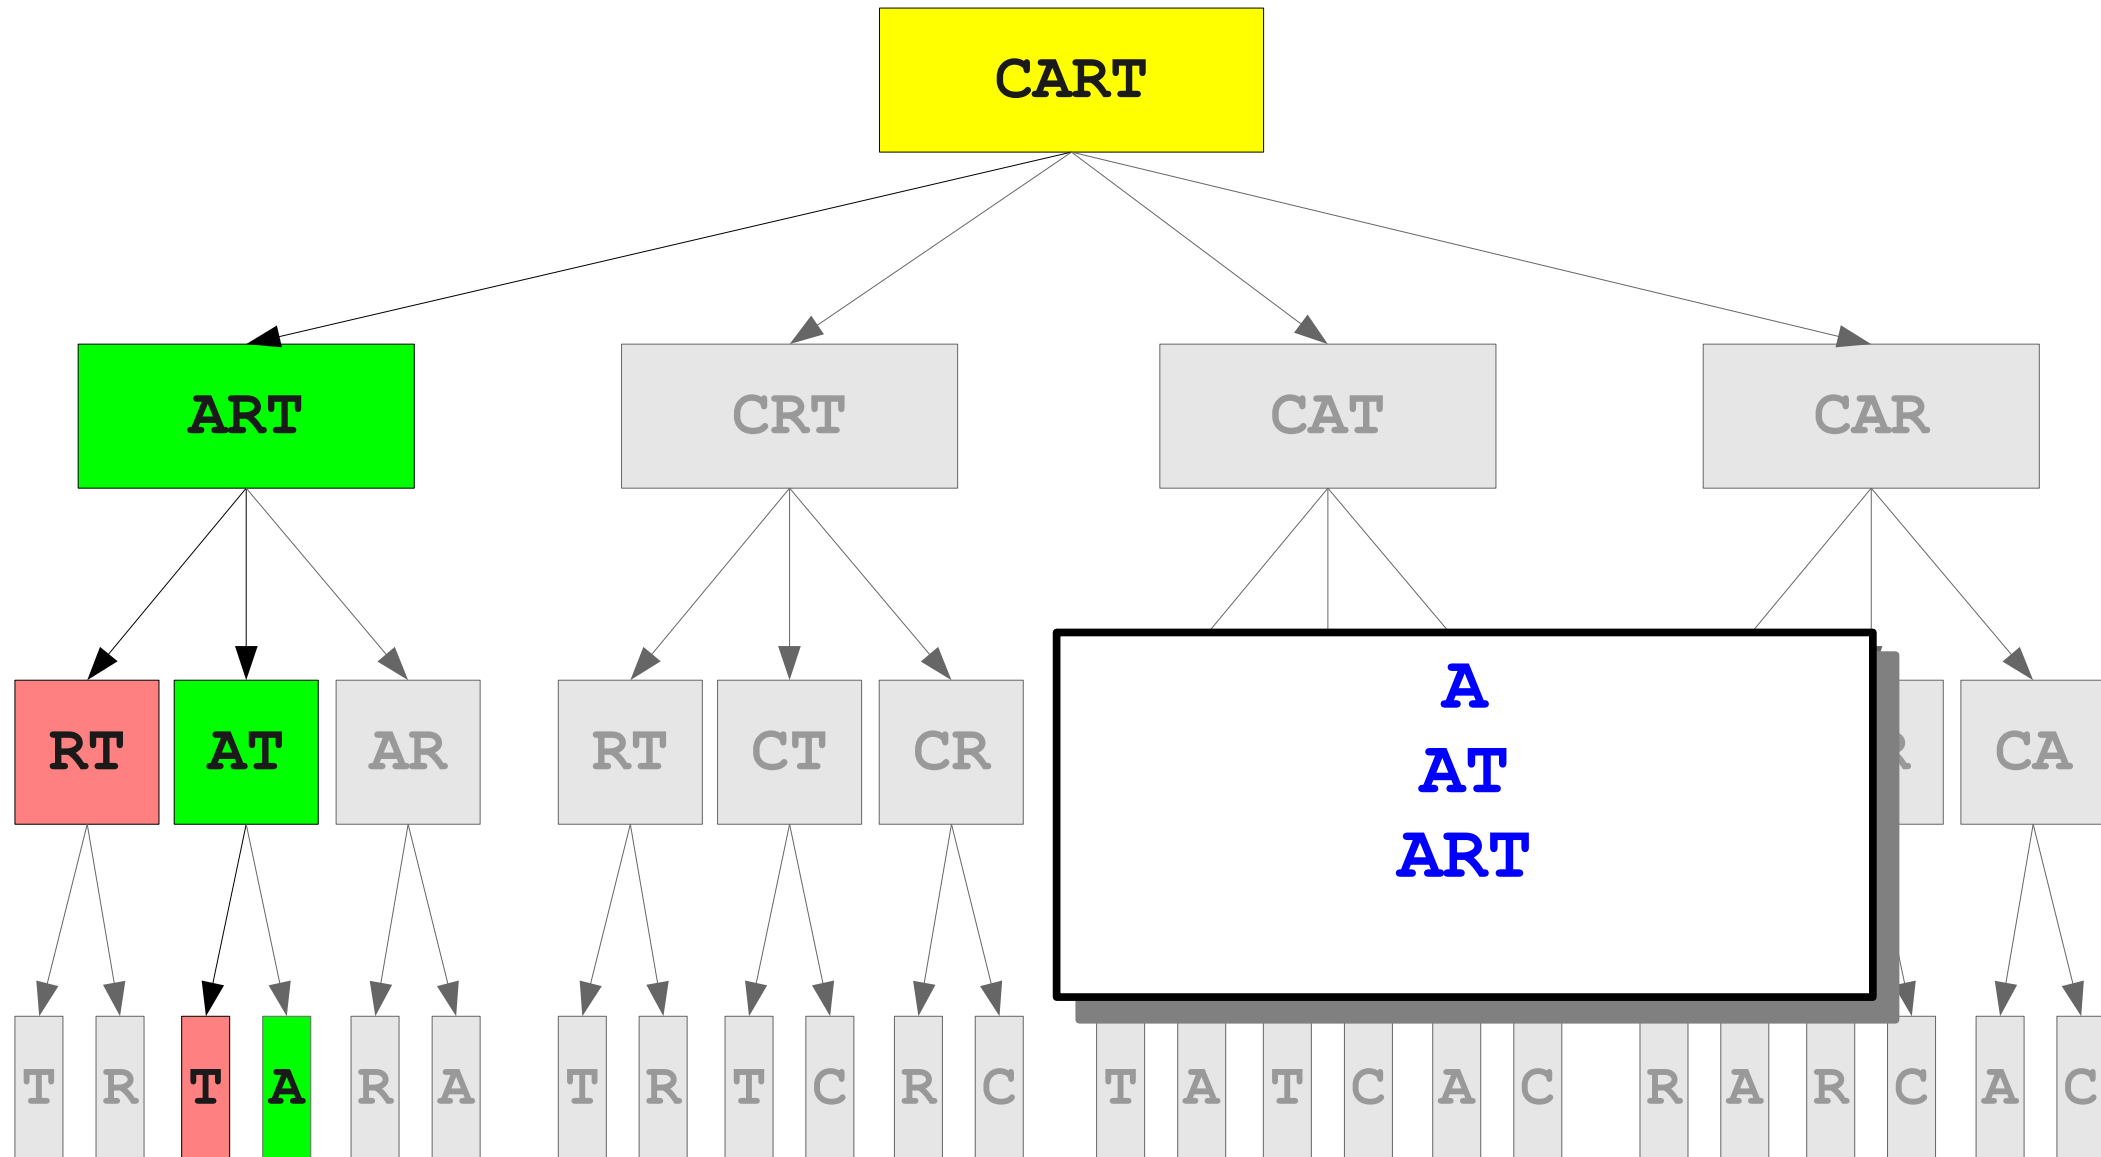 CART
ART CRT CAT CAR
RT AT AR RT CT CR CA
A
AT
ART
T R T A R A T R T C R C T A T C A C R A R C A C